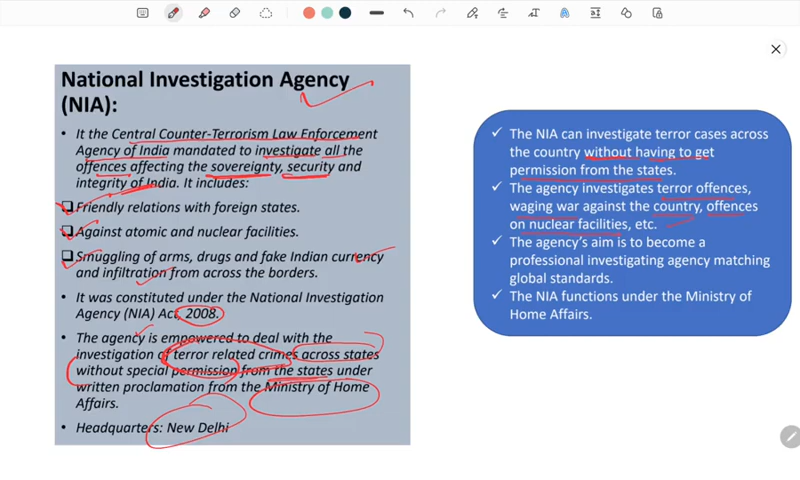 National Investigation Agency
(NIA):
• It the Central Counter-Terrorism Law Enforcement
Agency of India mandated to investigate all the
offences affecting the sovereignty, security and
integrity of India. It includes:
❑ Friendly relations with foreign states.
❑ Against atomic and nuclear facilities.
❑ Smuggling of arms, drugs and fake Indian currency
and infiltration from across the borders.
• It was constituted under the National Investigation
Agency (NIA) Act, 2008.
• The agency is empowered to deal with the
investigation of terror related crimes across states
without special permission from the states under
written proclamation from the Ministry of Home
Affairs.
• Headquarters: New Delhi
✓ The NIA can investigate terror cases across
the country without having to get
permission from the states.
✓ The agency investigates terror offences,
waging war against the country, offences
on nuclear facilities, etc.
✓ The agency's aim is to become a
professional investigating agency matching
global standards.
✓ The NIA functions under the Ministry of
Home Affairs.